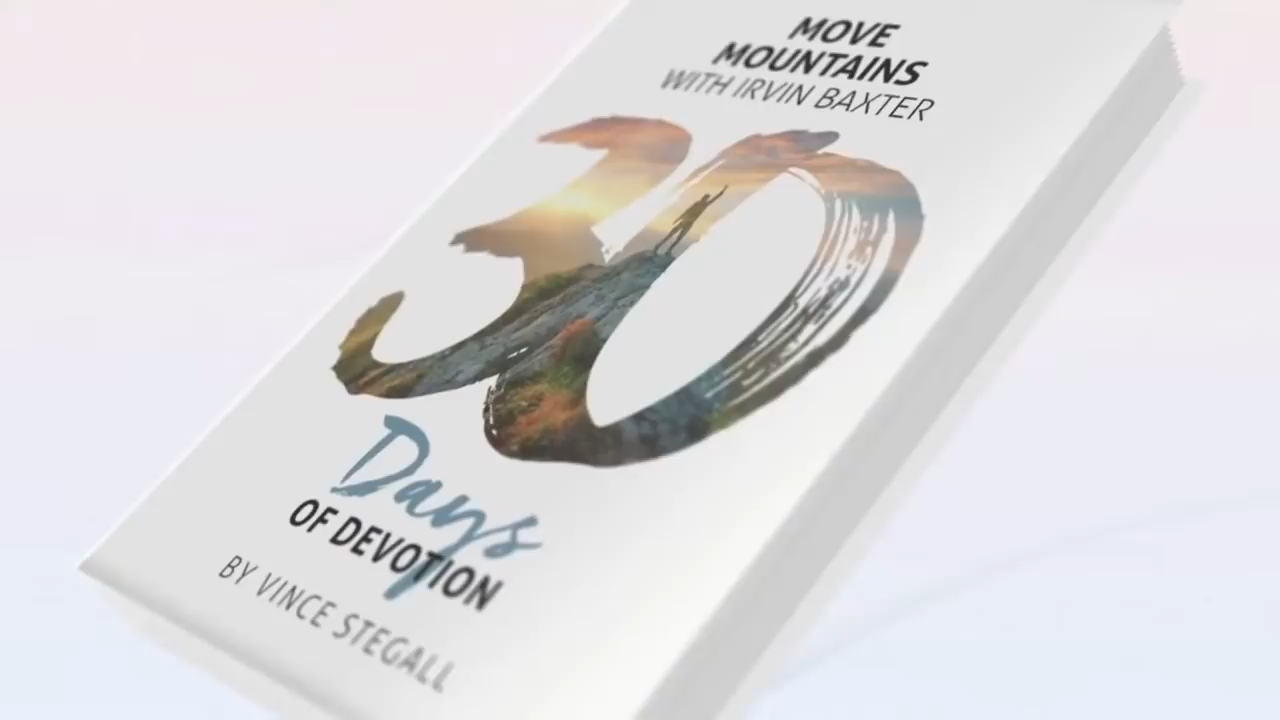 MOVE
MOUNTAINS
WITH IRVIN BAXTER
30
Days
OF DEVOTION
BY VINCE STEGALL